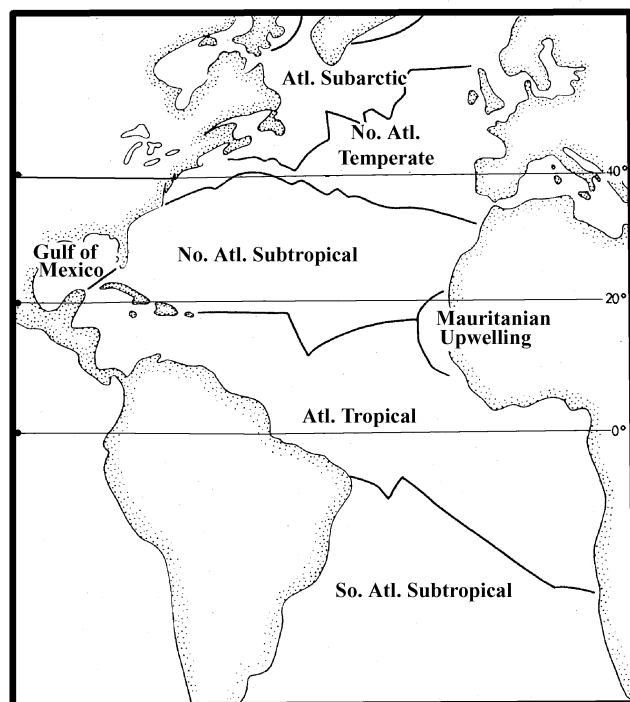 Atl. Subarctic
No. Atl.
Temperate
40°
Gulf of
Mexico
No. Atl. Subtropical
20°
Mauritanian
Upwelling
Atl. Tropical
0°
So. Atl. Subtropical